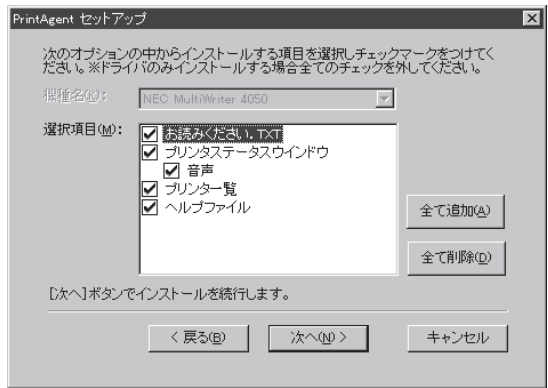 PrintAgent セットアップ
次のオプションの中からインストールする項目を選択しチェックマークをつけてく
ださい。※ドライバのみインストールする場合全てのチェックを外してください。
機種名(K):
NEC MultiWriter 4050
選択項目(M):
お読みください.TXT
プリンタステータスウインドウ
音声
プリンター覧
ヘルプファイル
全て追加(A)
全て削除(D)
[次へ]ボタンでインストールを続行します。
< 戻る(B)
次へ(N) >
キャンセル